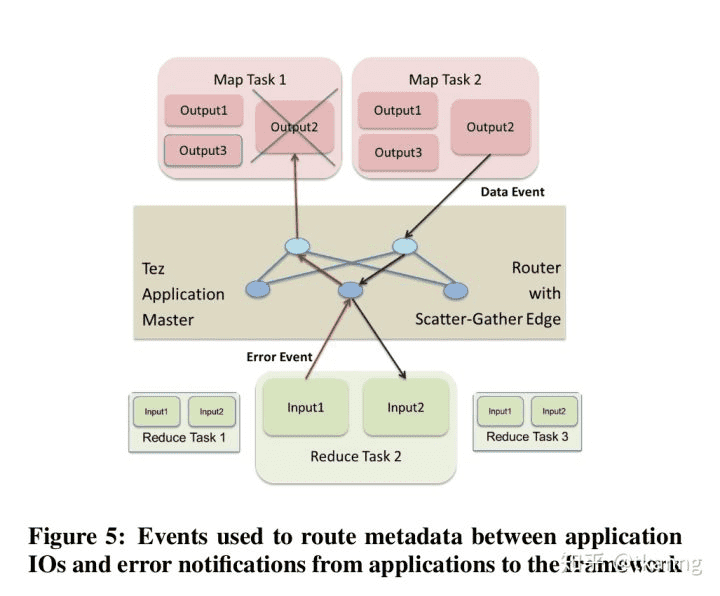 Map Task 1
Map Task 2
Output1
Output2
Output3
Output1
Output2
Output3
Data Event
Tez
Application
Master
Router
with
Scatter-Gather Edge
Error Event
Input1
Input2
Reduce Task 1
Input1
Input2
Reduce Task 2
Input1
Input2
Reduce Task 3
Figure 5: Events used to route metadata between application
IOs and error notifications from applications to the framework
知乎